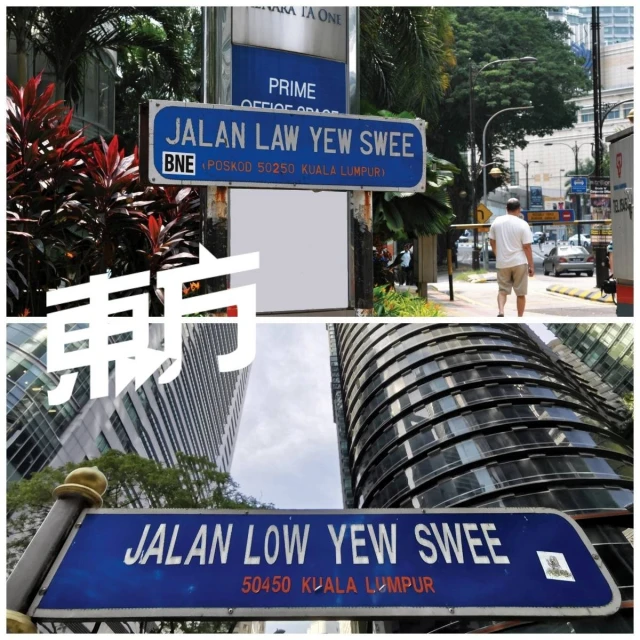 MENARA TA ONE
PRIME
OFFICE SPACE
JALAN LAW YEW SWEE
BNE (POSKOD 50250 KUALA LUMPUR)
東方
JALAN LOW YEW SWEE
50450 KUALA LUMPUR